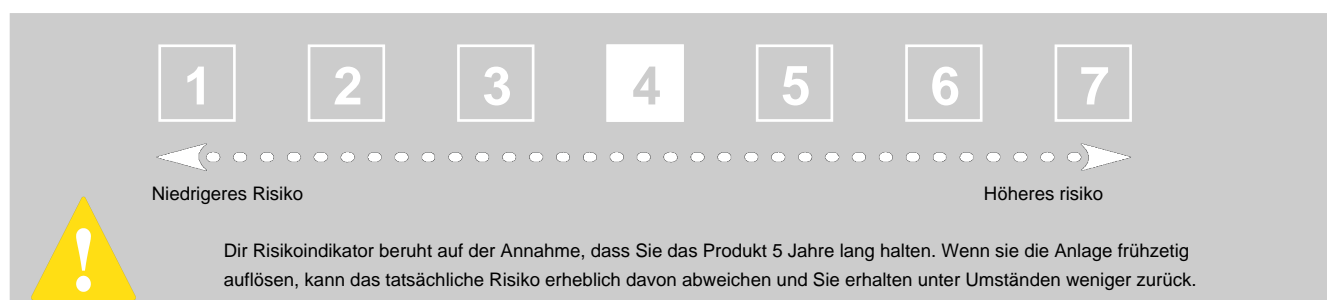 1 2 3 4 5 6 7
Niedrigeres Risiko Höheres risiko
!
Dir Risikoindikator beruht auf der Annahme, dass Sie das Produkt 5 Jahre lang halten. Wenn sie die Anlage frühzetig
auflösen, kann das tatsächliche Risiko erheblich davon abweichen und Sie erhalten unter Umständen weniger zurück.